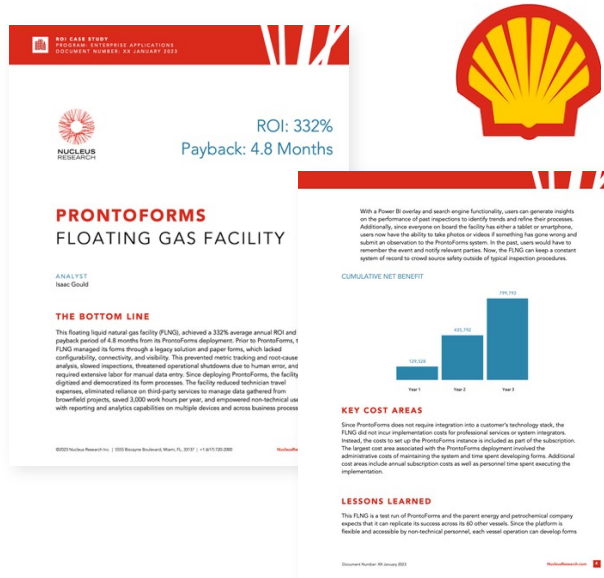 ROI CASE STUDY
PROGRAM: ENTERPRISE APPLICATIONS
DOCUMENT NUMBER: XX JANUARY 2023
NUCLEUS
RESEARCH
ROI: 332%
Payback: 4.8 Months
PRONTOFORMS
FLOATING GAS FACILITY
ANALYST
Isaac Gould
THE BOTTOM LINE
This floating liquid natural gas facility (FLNG), achieved a 332% average annual ROI and
payback period of 4.8 months from its ProntoForms deployment. Prior to ProntoForms, t
FLNG managed its forms through a legacy solution and paper forms, which lacked
configurability, connectivity, and visibility. This prevented metric tracking and root-cause
analysis, slowed inspections, threatened operational shutdowns due to human error, and
required extensive labor for manual data entry. Since deploying ProntoForms, the facility
digitized and democratized its form processes. The facility reduced technician travel
expenses, eliminated reliance on third-party services to manage data gathered from
brownfield projects, saved 3,000 work hours per year, and empowered non-technical use
with reporting and analytics capabilities on multiple devices and across business process
©2023 Nucleus Research Inc. | 1005 Biscayne Boulevard, Miami, FL, 33137 |
NucleusRe
With a Power BI overlay and search engine functionality, users can generate insights
on the performance of past inspections to identify trends and refine their processes.
Additionally, since everyone on board the facility has either a tablet or smartphone,
users now have the ability to take photos or videos if something has gone wrong and
submit an observation to the ProntoForms system. In the past, users would have to
remember the event and notify relevant parties. Now, the FLNG can keep a constant
system of record to crowd source safety outside of typical inspection procedures.
CUMULATIVE NET BENEFIT
749,792
435,792
129,528
Year 1 Year 2 Year 3
KEY COST AREAS
Since ProntoForms does not require integration into a customer's technology stack, the
FLNG did not incur implementation costs for professional services or system integrators.
Instead, the costs to set up the ProntoForms instance is included as part of the subscription.
The largest cost area associated with the ProntoForms deployment involved the
administrative costs of maintaining the system and time spent developing forms. Additional
cost areas include annual subscription costs as well as personnel time spent executing the
implementation.
LESSONS LEARNED
This FLNG is a test run of ProntoForms and the parent energy and petrochemical company
expects that it can replicate its success across its 60 other vessels. Since the platform is
flexible and accessible by non-technical personnel, each vessel operation can develop forms
Document Number: XX January 2023
NucleusResearch.com